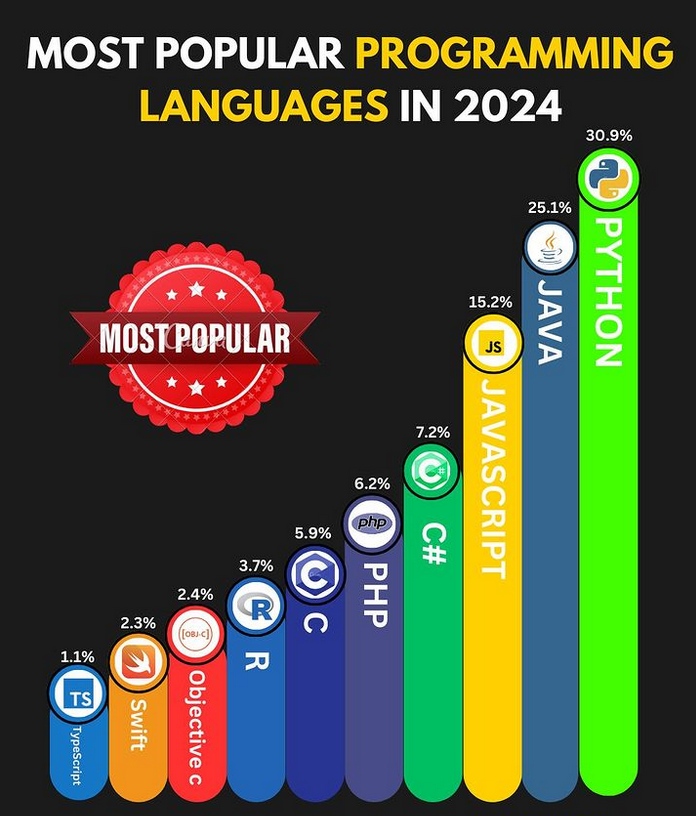 MOST POPULAR PROGRAMMING
LANGUAGES IN 2024
30.9%
PYTHON
25.1%
JAVA
15.2%
JS
JAVASCRIPT
MOST POPULAR
7.2%
C#
C#
6.2%
php
PHP
5.9%
C
C
3.7%
R
R
2.4%
[OBJ-C]
Objective c
2.3%
Swift
1.1%
TS
TypeScript